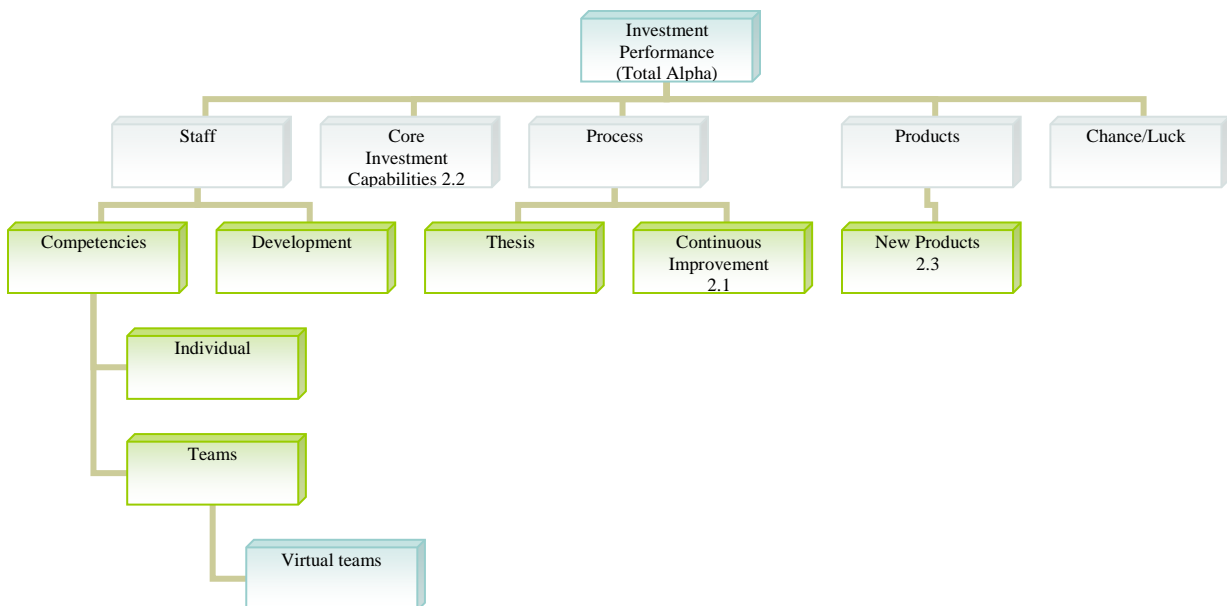 Investment
Performance
(Total Alpha)
Staff
Core
Investment
Capabilities 2.2
Process
Products
Chance/Luck
Competencies
Development
Thesis
Continuous
Improvement
2.1
New Products
2.3
Individual
Teams
Virtual teams